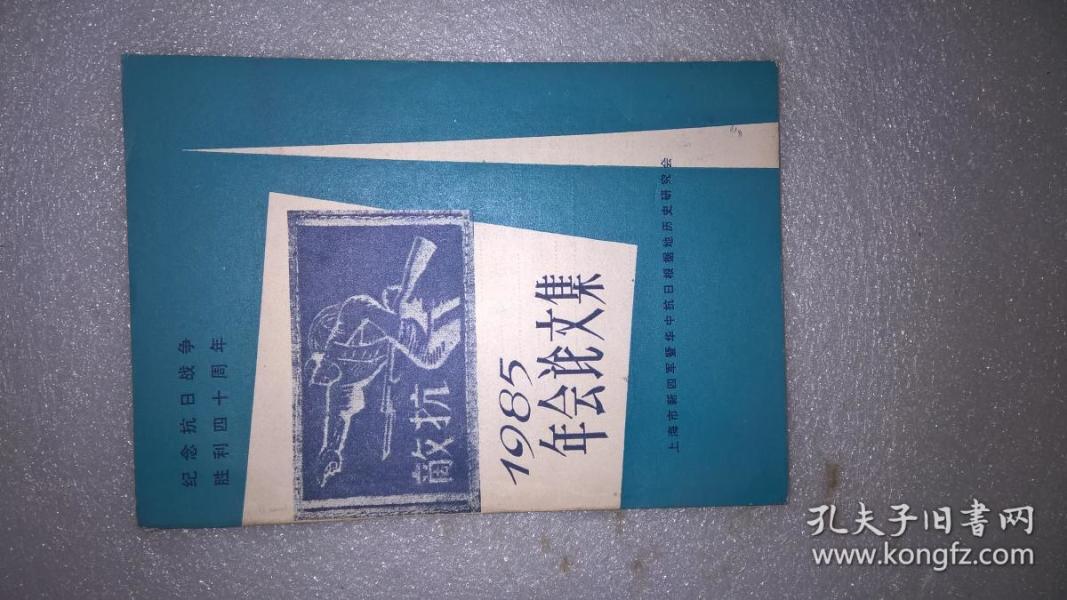 纪念抗日战争
胜利四十周年
敵抗
1985
年会论文集
上海市新四军暨华中抗日根据地历史研究会
孔夫子旧書网
www.kongfz.com